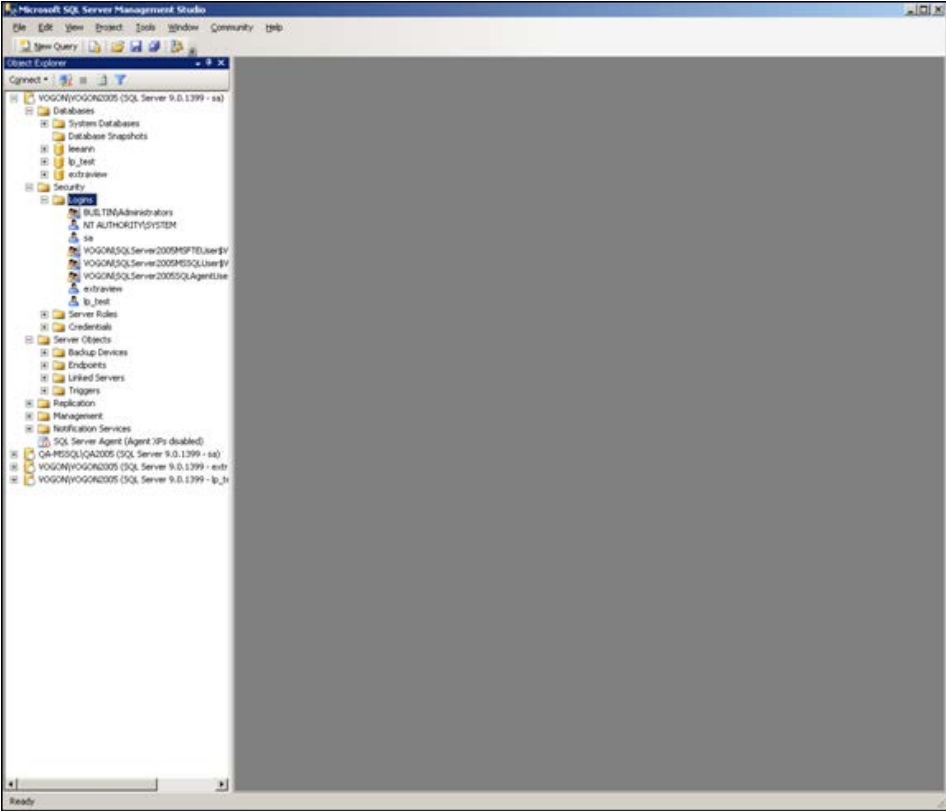 Microsoft SQL Server Management Studio
File Edit View Project Tools Window Community Help
New Query
Object Explorer
Connect
VOGON\VOGON2005 (SQL Server 9.0.1399 - sa)
Databases
System Databases
Database Snapshots
leeann
lp_test
extraview
Security
Logins
BUILTIN\Administrators
NT AUTHORITY\SYSTEM
sa
VOGON\SQLServer2005MSFTEUser$V
VOGON\SQLServer2005MSSQLUser$V
VOGON\SQLServer2005SQLAgentUse
extraview
lp_test
Server Roles
Credentials
Server Objects
Backup Devices
Endpoints
Linked Servers
Triggers
Replication
Management
Notification Services
SQL Server Agent (Agent XPs disabled)
QA-MSSQL\QA2005 (SQL Server 9.0.1399 - sa)
VOGON\VOGON2005 (SQL Server 9.0.1399 - extr
VOGON\VOGON2005 (SQL Server 9.0.1399 - lp_te
Ready